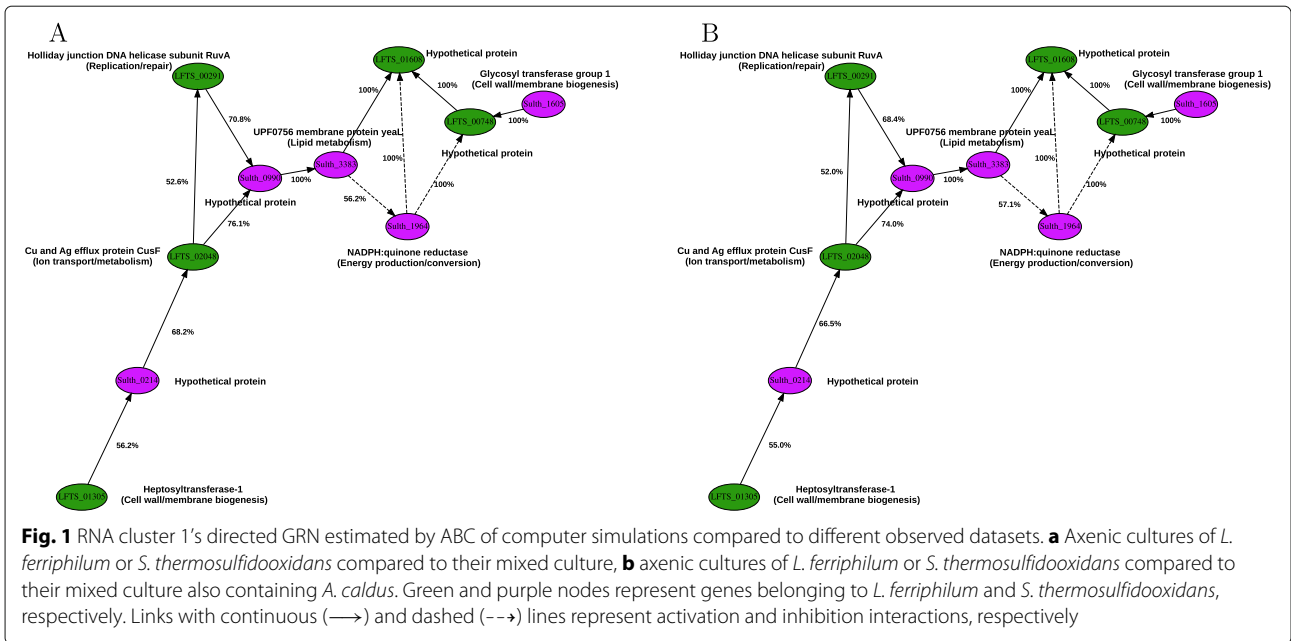 A
Holliday junction DNA helicase subunit RuvA
(Replication/repair)
LFTS_00291
Hypothetical protein
LFTS_01608
Glycosyl transferase group 1
(Cell wall/membrane biogenesis)
Sulth_1605
100%
100%
100%
LFTS_00748
Hypothetical protein
70.8%
UPF0756 membrane protein yeaL
(Lipid metabolism)
Sulth_3383
100%
100%
52.6%
Sulth_0990
100%
56.2%
Hypothetical protein
76.1%
Sulth_1964
NADPH:quinone reductase
(Energy production/conversion)
Cu and Ag efflux protein CusF
(Ion transport/metabolism)
LFTS_02048
68.2%
Sulth_0214
Hypothetical protein
56.2%
LFTS_01305
Heptosyltransferase-1
(Cell wall/membrane biogenesis)
B
Holliday junction DNA helicase subunit RuvA
(Replication/repair)
LFTS_00291
Hypothetical protein
LFTS_01608
Glycosyl transferase group 1
(Cell wall/membrane biogenesis)
Sulth_1605
100%
100%
100%
LFTS_00748
Hypothetical protein
68.4%
UPF0756 membrane protein yeaL
(Lipid metabolism)
Sulth_3383
100%
100%
52.0%
Sulth_0990
100%
57.1%
Hypothetical protein
74.0%
Sulth_1964
NADPH:quinone reductase
(Energy production/conversion)
Cu and Ag efflux protein CusF
(Ion transport/metabolism)
LFTS_02048
66.5%
Sulth_0214
Hypothetical protein
55.0%
LFTS_01305
Heptosyltransferase-1
(Cell wall/membrane biogenesis)
Fig. 1 RNA cluster 1's directed GRN estimated by ABC of computer simulations compared to different observed datasets. a Axenic cultures of L.
ferriphilum or S. thermosulfidooxidans compared to their mixed culture, b axenic cultures of L. ferriphilum or S. thermosulfidooxidans compared to
their mixed culture also containing A. caldus. Green and purple nodes represent genes belonging to L. ferriphilum and S. thermosulfidooxidans,
respectively. Links with continuous (⟶) and dashed (--➔) lines represent activation and inhibition interactions, respectively